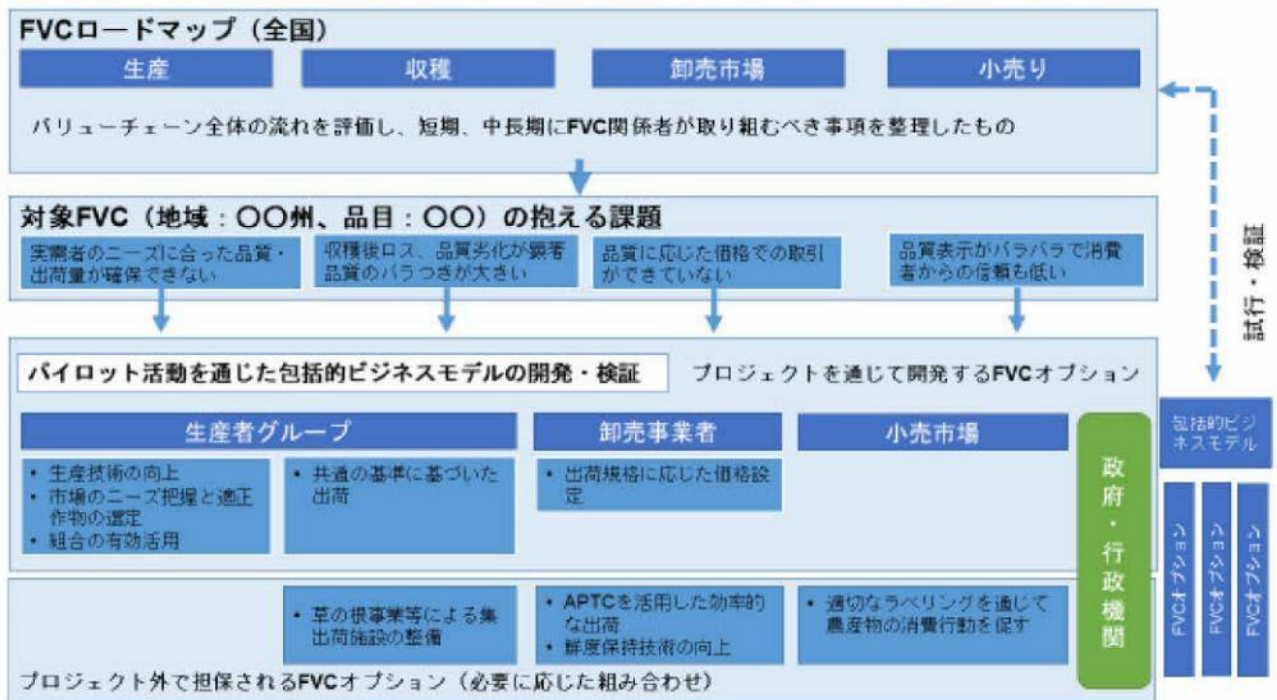 FVCロードマップ（全国）
生産
収穫
卸売市場
小売り
バリューチェーン全体の流れを評価し、短期、中長期にFVC関係者が取り組むべき事項を整理したもの
対象FVC（地域：〇〇州、品目：〇〇）の抱える課題
実需者のニーズに合った品質・
出荷量が確保できない
収穫後ロス、品質劣化が顕著
品質のバラつきが大きい
品質に応じた価格での取引
ができていない
品質表示がバラバラで消費
者からの信頼も低い
試行・検証
パイロット活動を通じた包括的ビジネスモデルの開発・検証
プロジェクトを通じて開発するFVCオプション
生産者グループ
卸売事業者
小売市場
• 生産技術の向上
• 市場のニーズ把握と適正
作物の選定
• 組合の有効活用
• 共通の基準に基づいた
出荷
• 出荷規格に応じた価格設
定
政府・行政機関
包括的ビジ
ネスモデル
FVCオプション
FVCオプション
FVCオプション
• 草の根事業等による集
出荷施設の整備
• APTCを活用した効率的
な出荷
• 鮮度保持技術の向上
• 適切なラベリングを通じて
農産物の消費行動を促す
プロジェクト外で担保されるFVCオプション（必要に応じた組み合わせ）